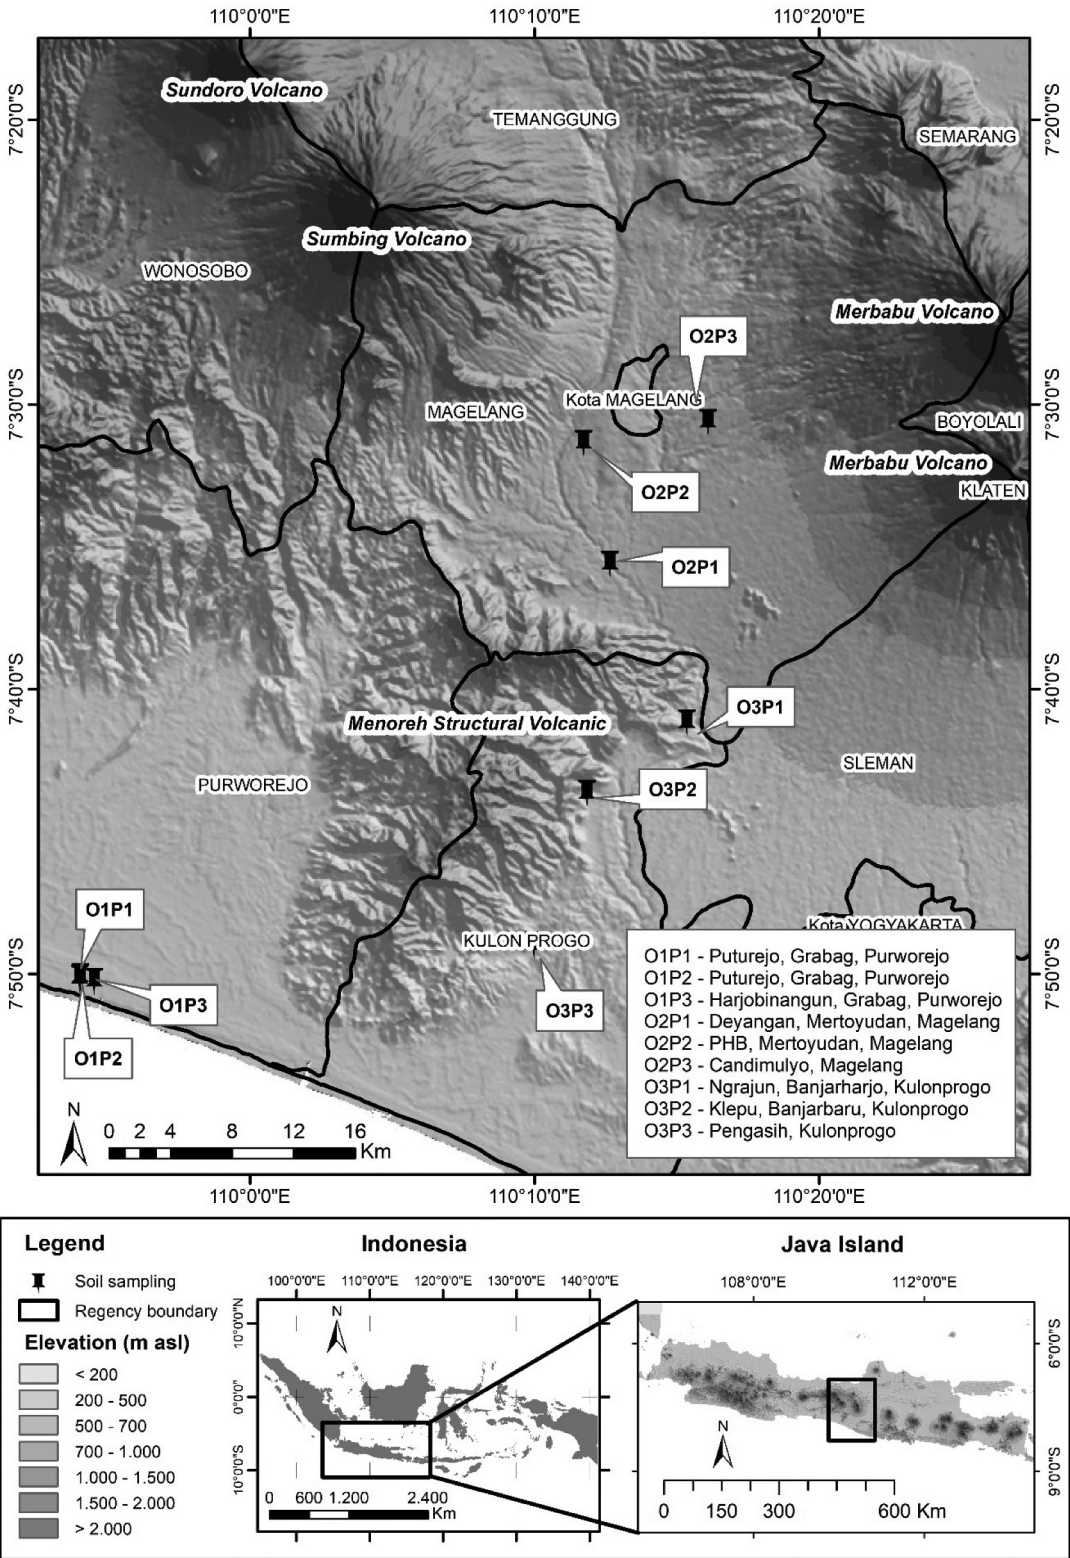 110°0'0"E 110°10'0"E 110°20'0"E
Sundoro Volcano
TEMANGGUNG
7°20'0"S 7°20'0"S
SEMARANG
Sumbing Volcano
WONOSOBO
Merbabu Volcano
O2P3
Kota MAGELANG
MAGELANG
7°30'0"S 7°30'0"S
BOYOLALI
Merbabu Volcano
KLATEN
O2P2
O2P1
7°40'0"S 7°40'0"S
O3P1
Menoreh Structural Volcanic
SLEMAN
PURWOREJO
O3P2
O1P1
Kota YOGYAKARTA
KULON PROGO
7°50'0"S 7°50'0"S
O1P3
O3P3
O1P2
O1P1 - Puturejo, Grabag, Purworejo
O1P2 - Puturejo, Grabag, Purworejo
O1P3 - Harjobinangun, Grabag, Purworejo
O2P1 - Deyangan, Mertoyudan, Magelang
O2P2 - PHB, Mertoyudan, Magelang
O2P3 - Candimulyo, Magelang
O3P1 - Ngrajun, Banjarharjo, Kulonprogo
O3P2 - Klepu, Banjarbaru, Kulonprogo
O3P3 - Pengasih, Kulonprogo
N
0 2 4 8 12 16
Km
110°0'0"E 110°10'0"E 110°20'0"E
Legend
Soil sampling
Regency boundary
Elevation (m asl)
< 200
200 - 500
500 - 700
700 - 1.000
1.000 - 1.500
1.500 - 2.000
> 2.000
Indonesia
100°0'0"E 110°0'0"E 120°0'0"E 130°0'0"E 140°0'0"E
10°0'0"N
0°0'0"
10°0'0"S
N
0 600 1.200 2.400
Km
Java Island
108°0'0"E 112°0'0"E
6°0'0"S
9°0'0"S
N
0 150 300 600 Km